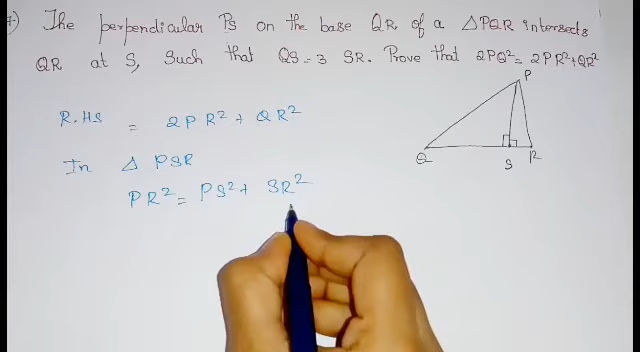 7-) The perpendicular PS on the base QR of a △PQR intersects
QR at S, Such that QS = 3 SR. Prove that 2PQ² = 2PR² + QR²
R.HS = 2PR² + QR²
In △ PSR
PR² = PS² + SR²
P
Q
S
R